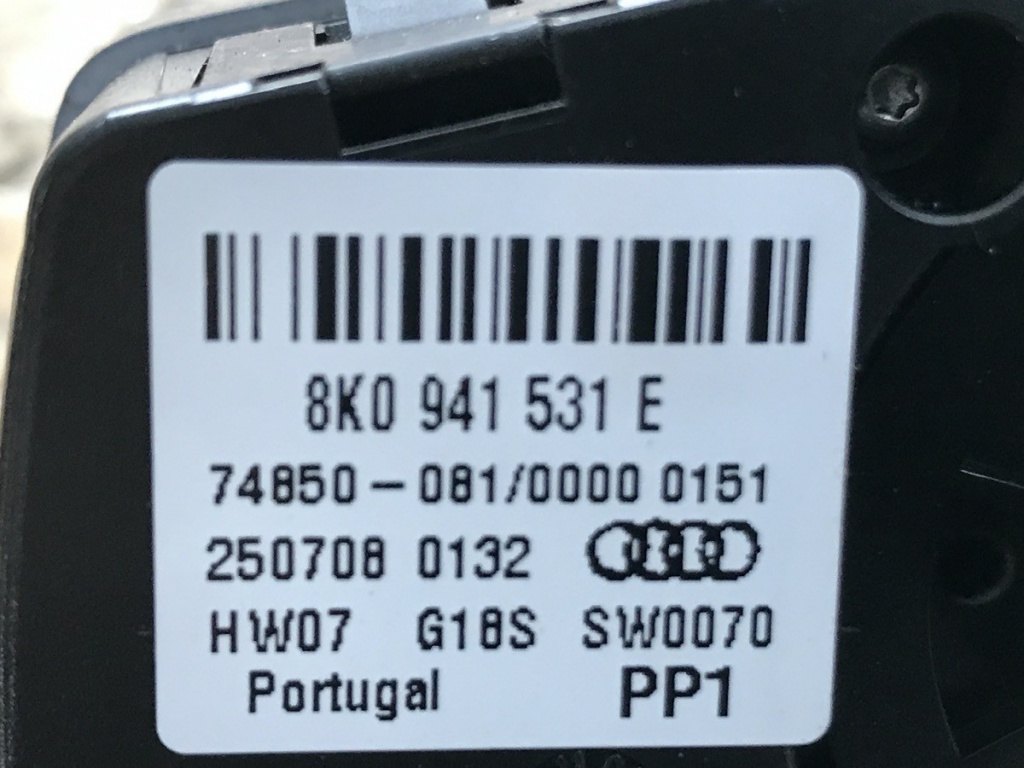 8K0 941 531 E
74850-081/0000 0151
250708 0132
HW07 G18S SW0070
Portugal PP1